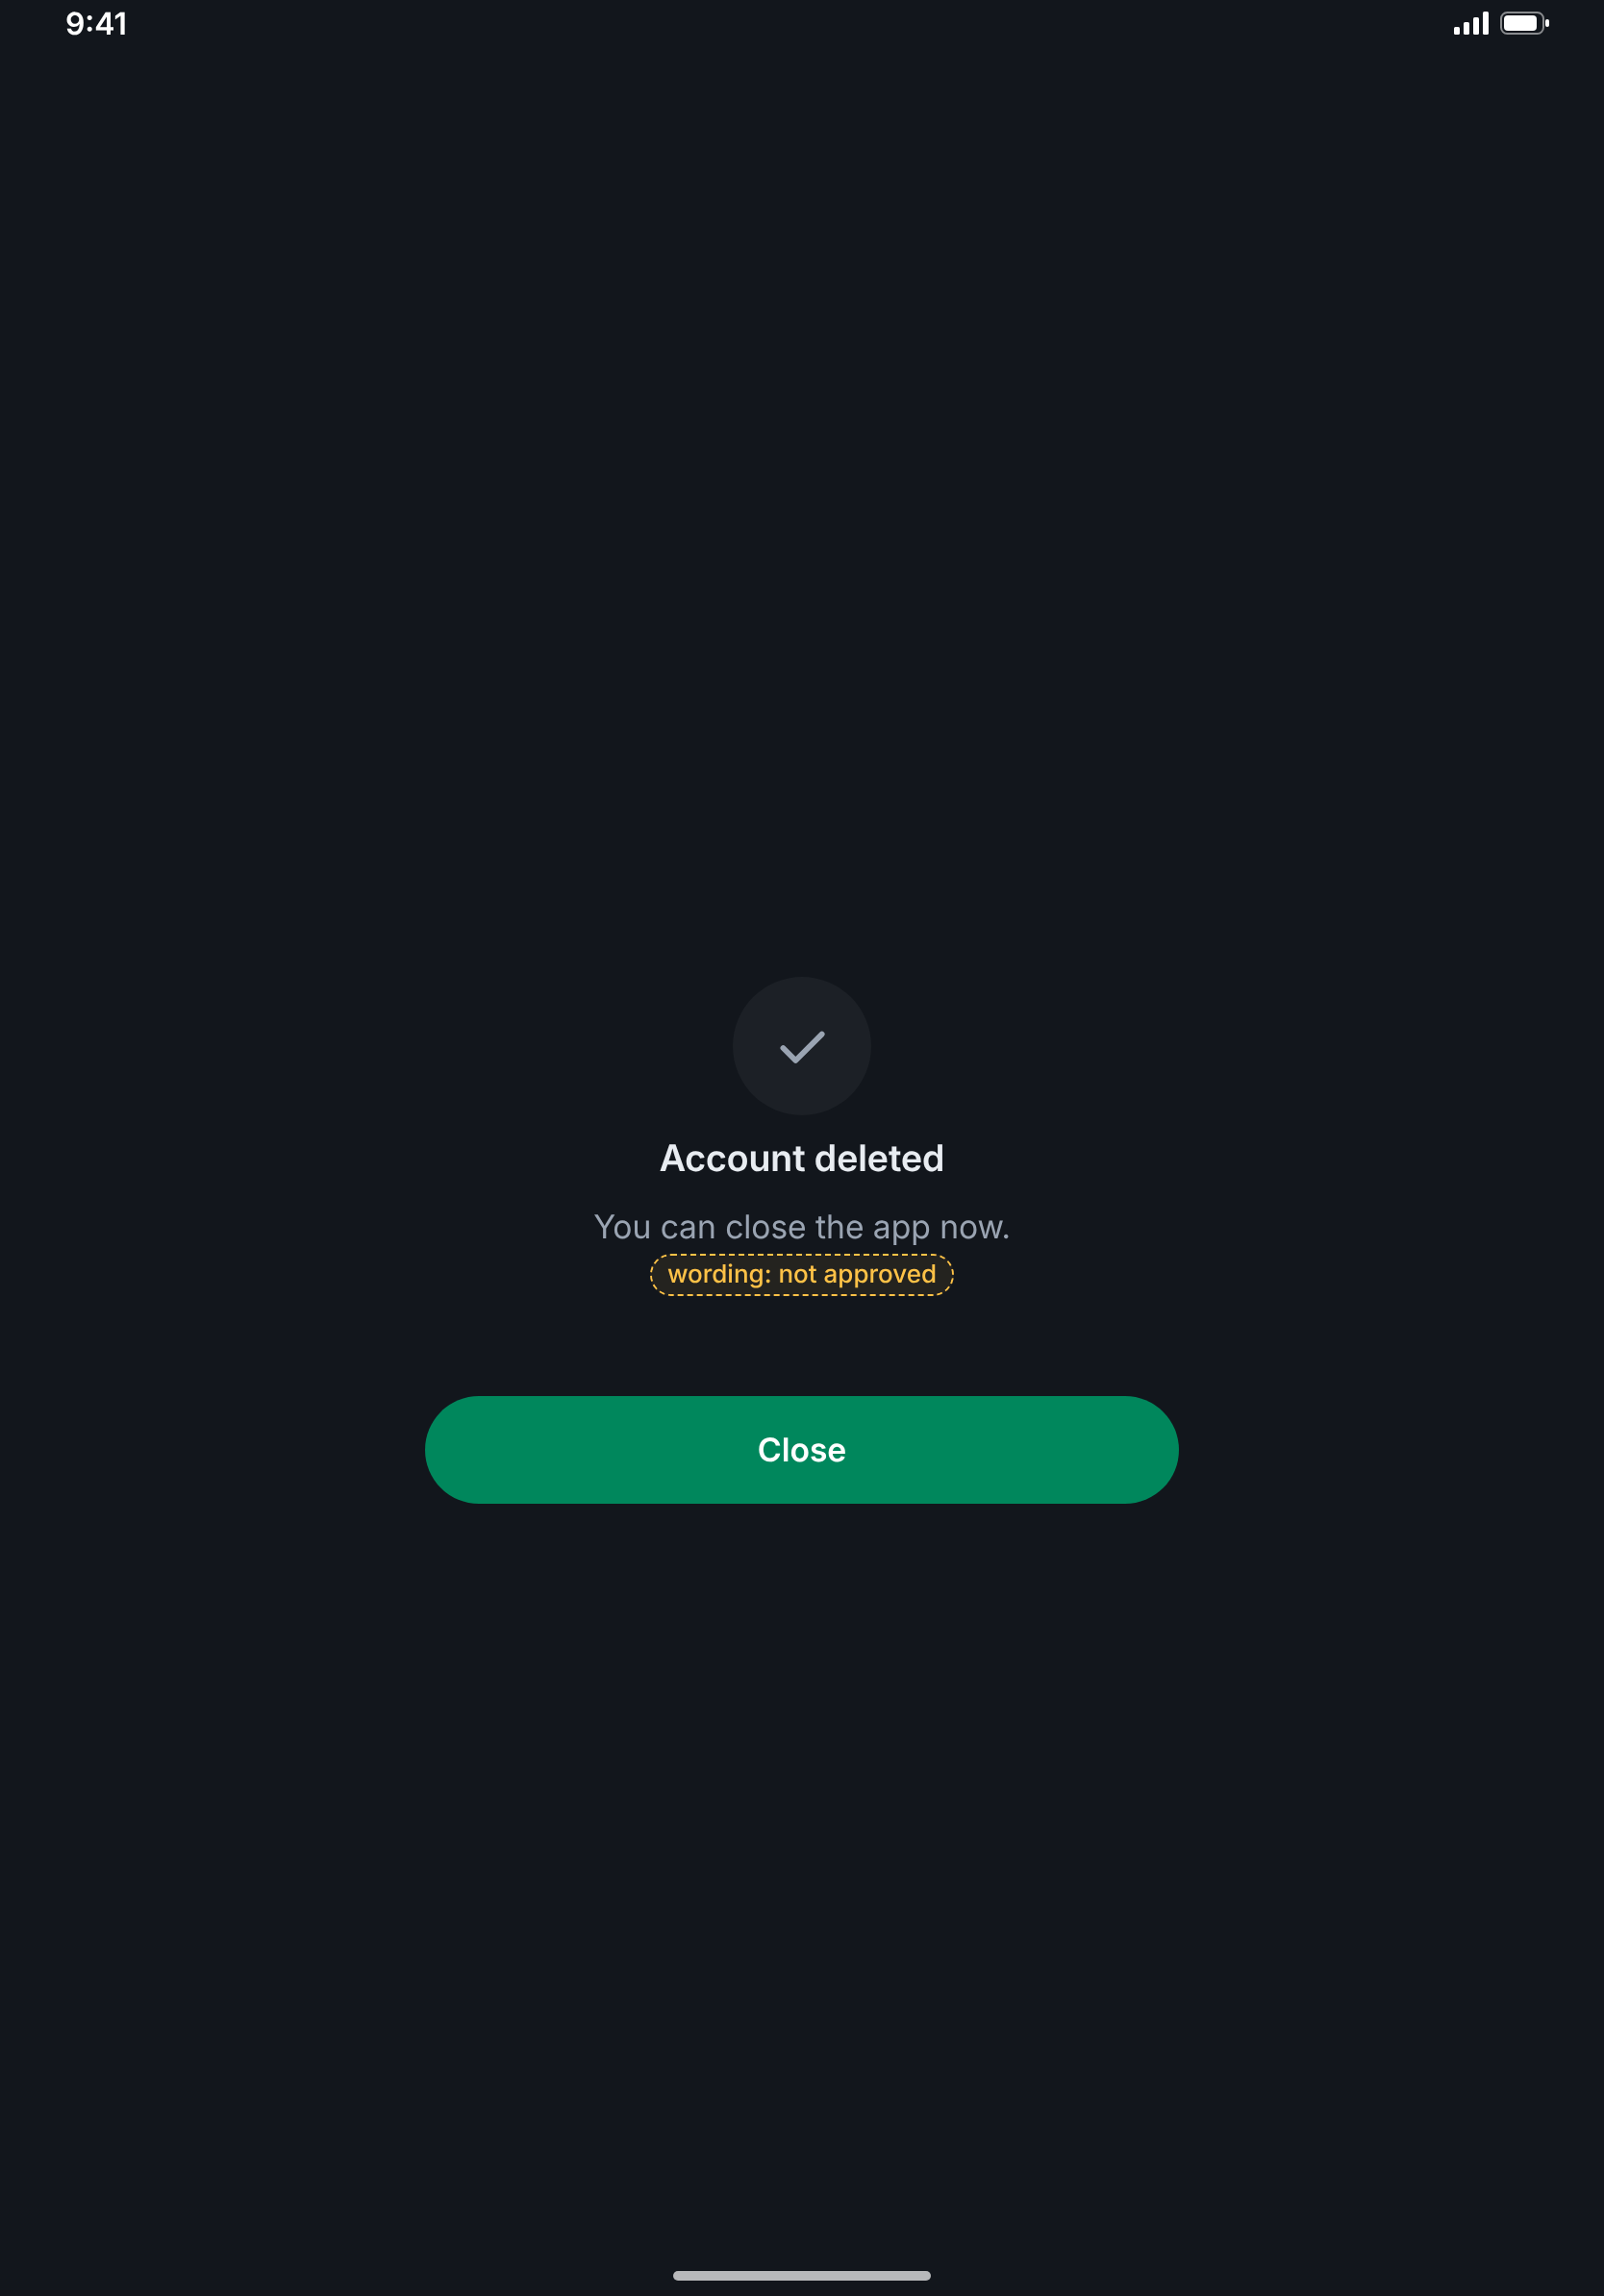 9:41
Account deleted
You can close the app now.
wording: not approved
Close